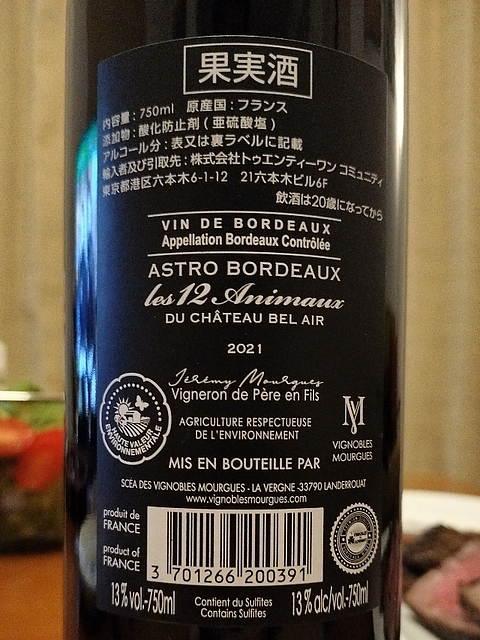 果実酒
内容量：750ml 原産国：フランス
添加物：酸化防止剤（亜硫酸塩）
アルコール分：表又は裏ラベルに記載
輸入者及び引取先：株式会社トゥエンティーワン コミュニティ
東京都港区六本木6-1-12 21六本木ビル6F
飲酒は20歳になってから
VIN DE BORDEAUX
Appellation Bordeaux Contrôlée
ASTRO BORDEAUX
les 12 Animaux
DU CHÂTEAU BEL AIR
2021
Jérémy Mourgues
Vigneron de Père en Fils
HAUTE VALEUR ENVIRONNEMENTALE
AGRICULTURE RESPECTUEUSE
DE L'ENVIRONNEMENT
VM
VIGNOBLES
MOURGUES
MIS EN BOUTEILLE PAR
SCÉA DES VIGNOBLES MOURGUES - LA VERGNE -33790 LANDERROUAT
www.vignoblesmourgues.com
produit de
FRANCE
product of
FRANCE
3 701266 200391
13% vol.-750ml
Contient du Sulfites
Contains Sulfites
13% alc/vol.-750ml